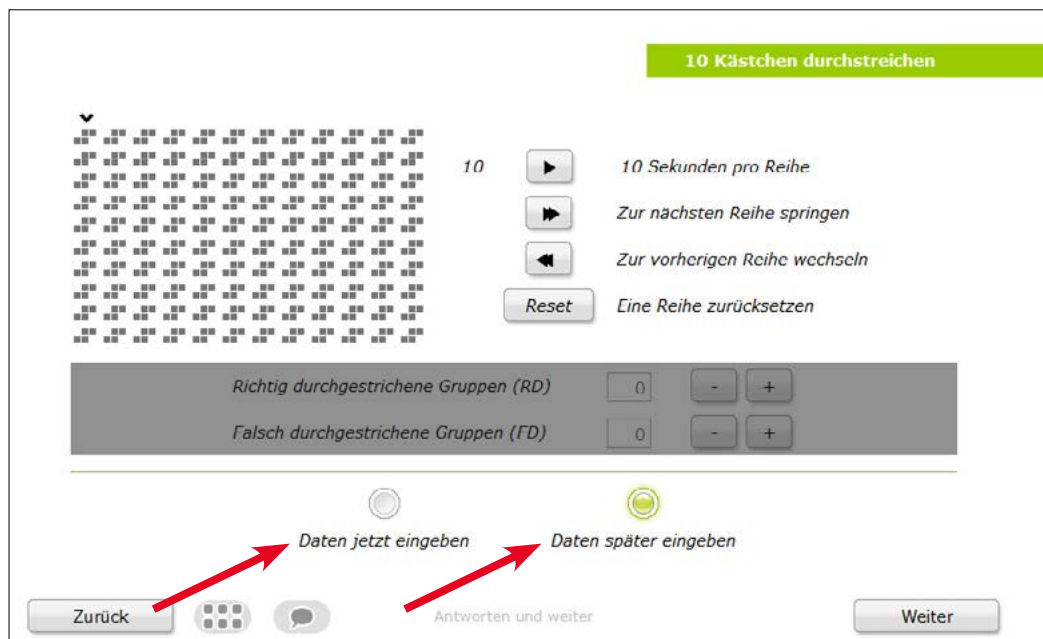 10 Kästchen durchstreichen
10 10 Sekunden pro Reihe
Zur nächsten Reihe springen
Zur vorherigen Reihe wechseln
Reset Eine Reihe zurücksetzen
Richtig durchgestrichene Gruppen (RD) 0 - +
Falsch durchgestrichene Gruppen (FD) 0 - +
Daten jetzt eingeben Daten später eingeben
Zurück Antworten und weiter Weiter